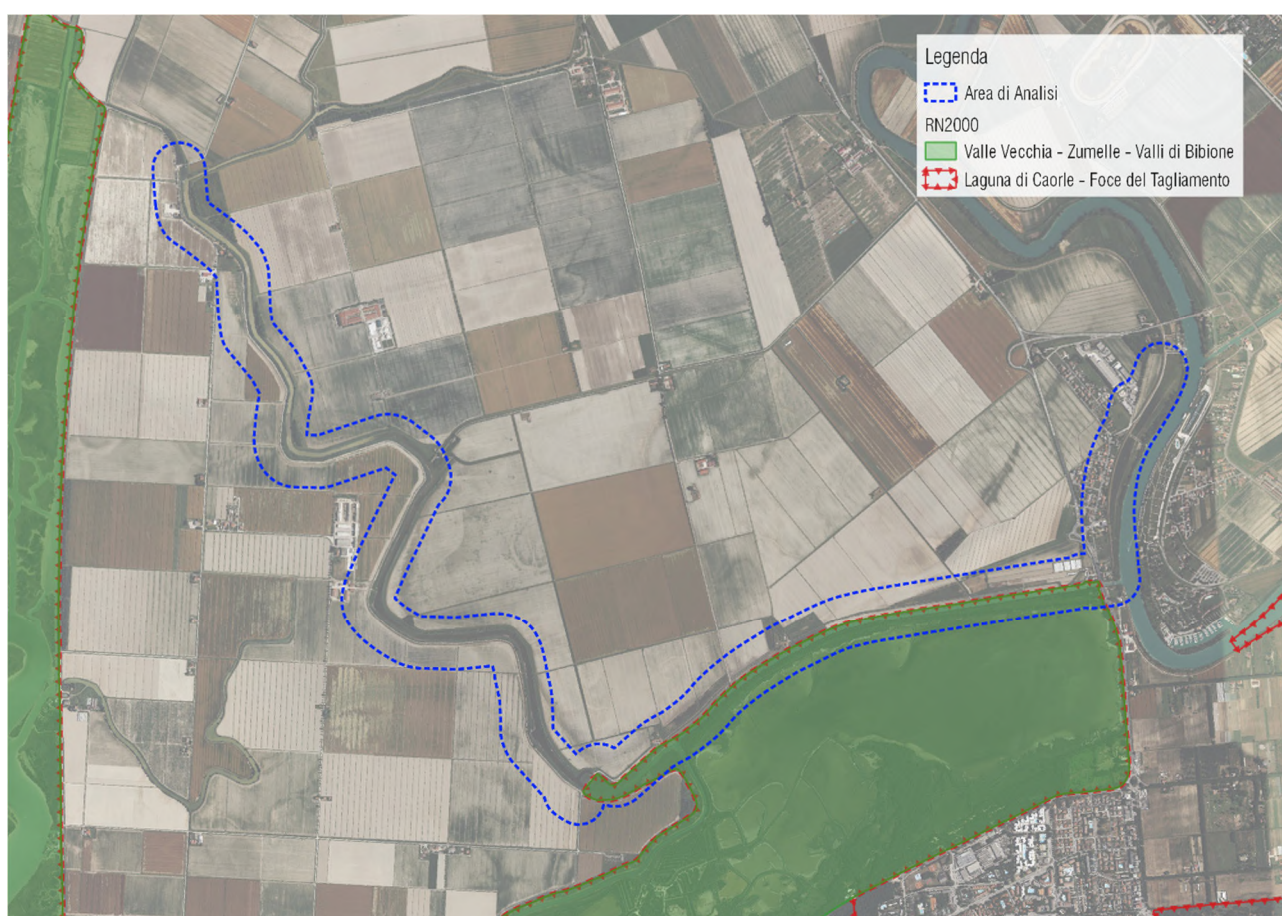 Legenda
Area di Analisi
RN2000
Valle Vecchia - Zumelle - Valli di Bibione
Laguna di Caorle - Foce del Tagliamento